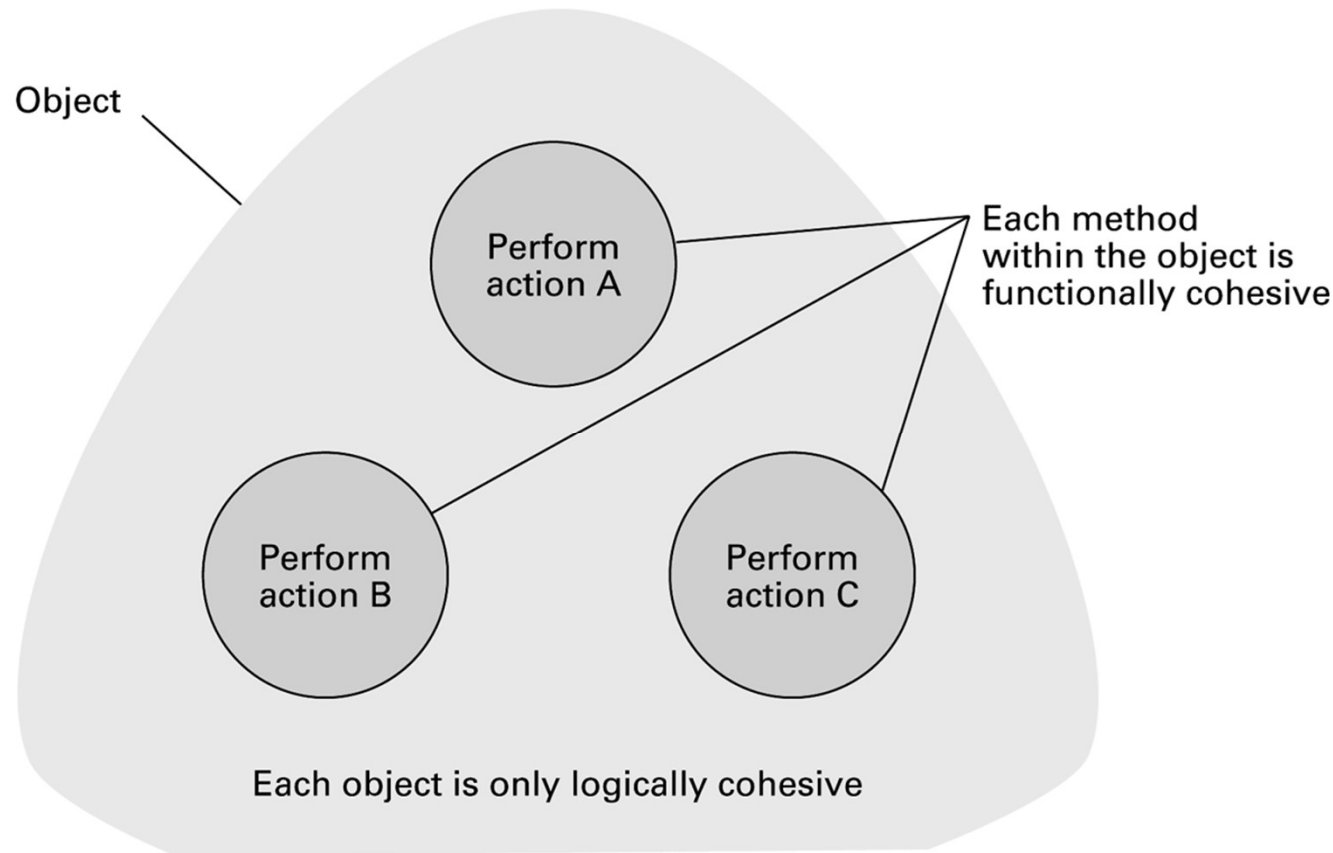 Object
Perform
action A
Each method
within the object is
functionally cohesive
Perform
action B
Perform
action C
Each object is only logically cohesive